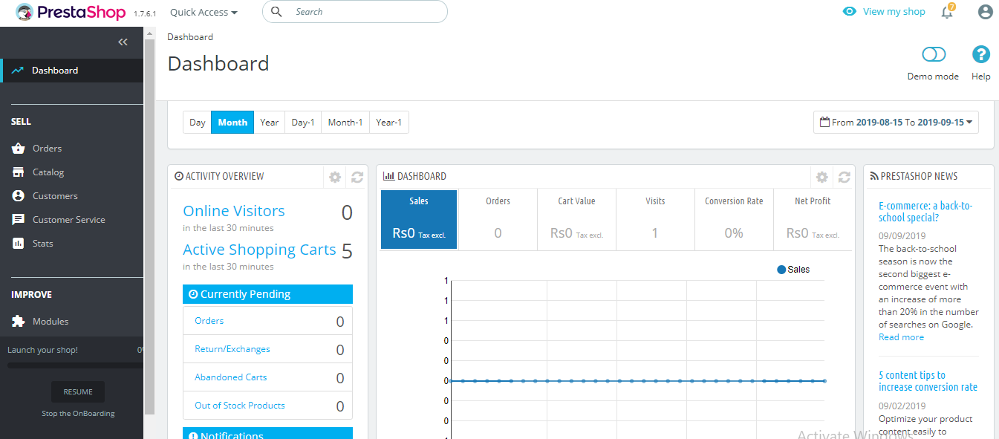 PrestaShop 1.7.6.1 Quick Access Search View my shop 7
Dashboard
Dashboard
Demo mode Help
Dashboard
SELL
Orders
Catalog
Customers
Customer Service
Stats
IMPROVE
Modules
Launch your shop! 0%
RESUME
Stop the OnBoarding
Day Month Year Day-1 Month-1 Year-1
From 2019-08-15 To 2019-09-15
ACTIVITY OVERVIEW
Online Visitors 0
in the last 30 minutes
Active Shopping Carts 5
in the last 30 minutes
Currently Pending
Orders 0
Return/Exchanges 0
Abandoned Carts 0
Out of Stock Products 0
Notifications
DASHBOARD
Sales Orders Cart Value Visits Conversion Rate Net Profit
Rs0 Tax excl. 0 Rs0 Tax excl. 1 0% Rs0 Tax excl.
Sales
1
1
1
0
0
0
0
0
PRESTASHOP NEWS
E-commerce: a back-to-
school special?
09/09/2019
The back-to-school
season is now the
second biggest e-
commerce event with
an increase of more
than 20% in the number
of searches on Google.
Read more
5 content tips to
increase conversion rate
09/02/2019
Optimize your product
content easily to
Activate Windows